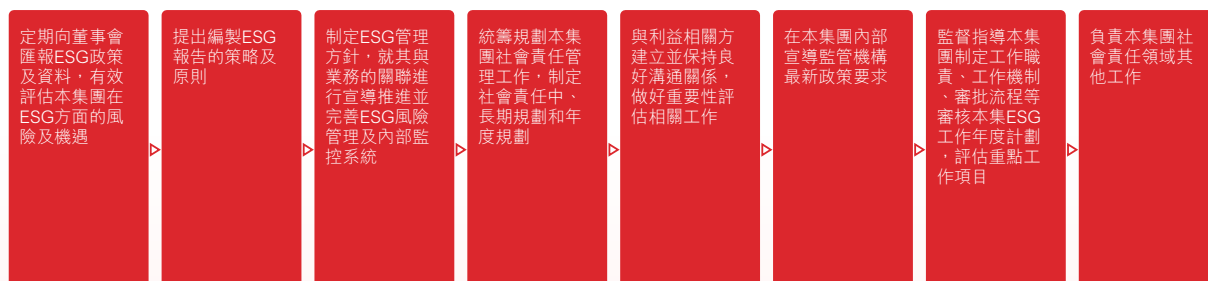 定期向董事會
匯報ESG政策
及資料，有效
評估本集團在
ESG方面的風
險及機遇
提出編製ESG
報告的策略及
原則
制定ESG管理
方針，就其與
業務的關聯進
行宣導推進並
完善ESG風險
管理及內部監
控系統
統籌規劃本集
團社會責任管
理工作，制定
社會責任中、
長期規劃和年
度規劃
與利益相關方
建立並保持良
好溝通關係，
做好重要性評
估相關工作
在本集團內部
宣導監管機構
最新政策要求
監督指導本集
團制定工作職
責、工作機制
、審批流程等
審核本集ESG
工作年度計劃
，評估重點工
作項目
負責本集團社
會責任領域其
他工作